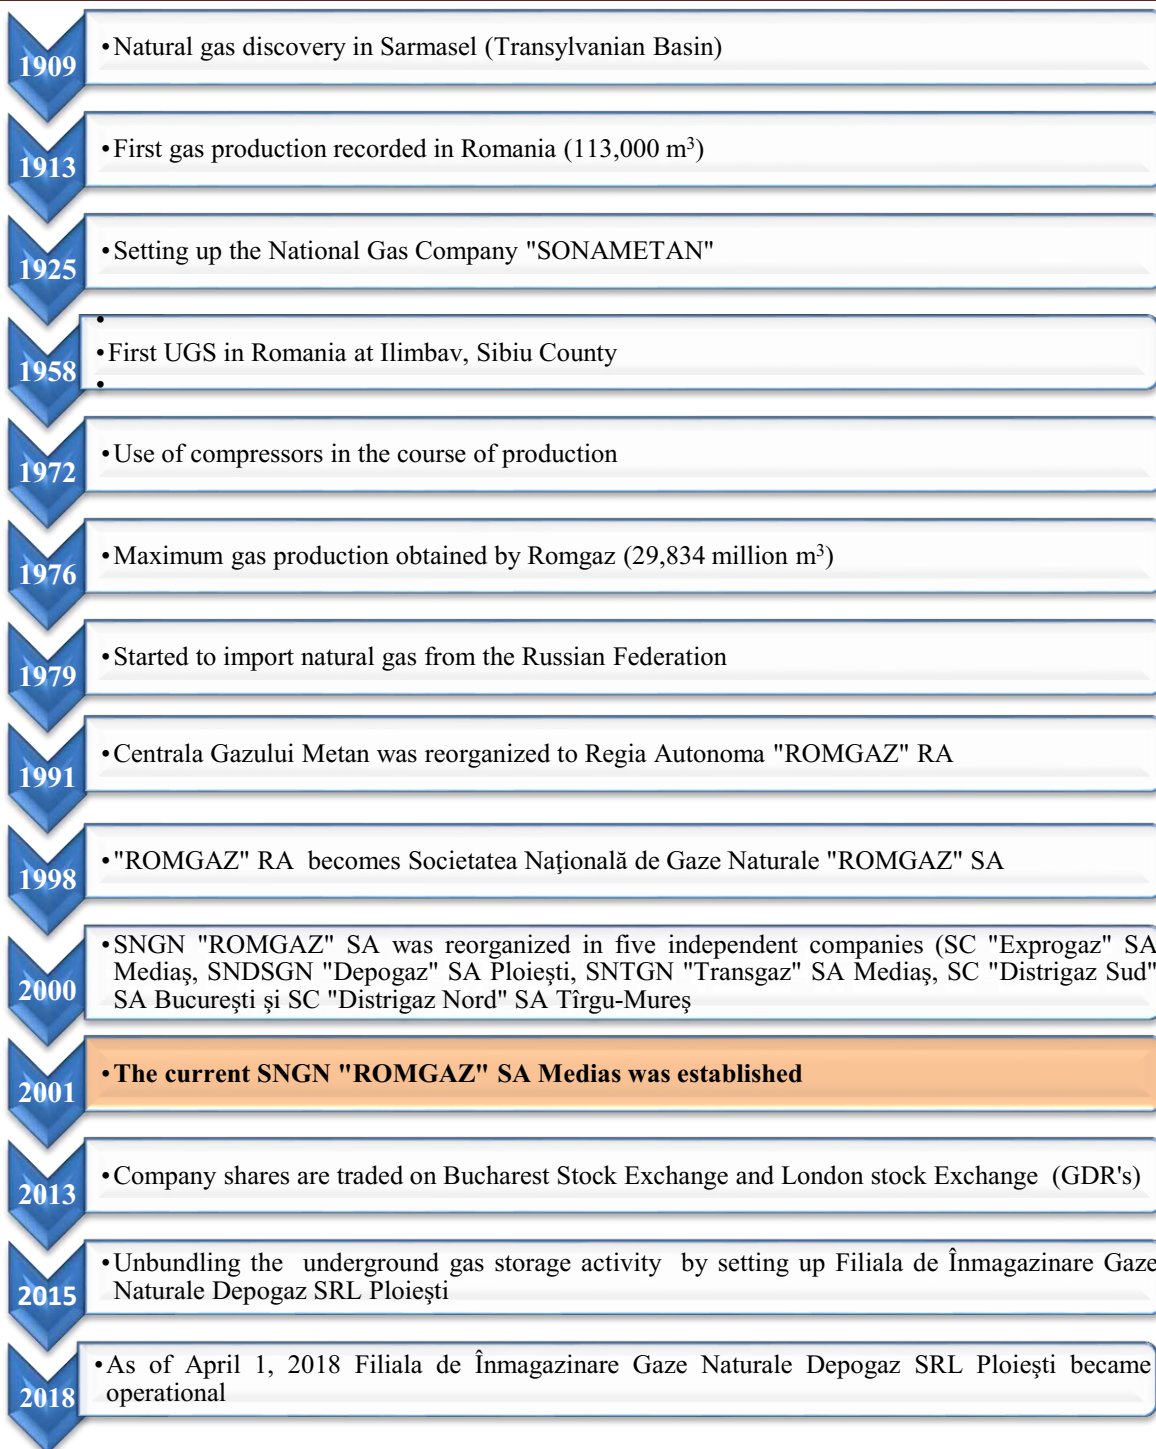 1909
•Natural gas discovery in Sarmasel (Transylvanian Basin)
1913
•First gas production recorded in Romania (113,000 m³)
1925
•Setting up the National Gas Company "SONAMETAN"
1958
•
•First UGS in Romania at Ilimbav, Sibiu County
•
1972
•Use of compressors in the course of production
1976
•Maximum gas production obtained by Romgaz (29,834 million m³)
1979
•Started to import natural gas from the Russian Federation
1991
•Centrala Gazului Metan was reorganized to Regia Autonoma "ROMGAZ" RA
1998
•"ROMGAZ" RA becomes Societatea Naţională de Gaze Naturale "ROMGAZ" SA
2000
•SNGN "ROMGAZ" SA was reorganized in five independent companies (SC "Exprogaz" SA
Mediaş, SNDSGN "Depogaz" SA Ploieşti, SNTGN "Transgaz" SA Mediaş, SC "Distrigaz Sud"
SA Bucureşti şi SC "Distrigaz Nord" SA Tîrgu-Mureş
2001
•The current SNGN "ROMGAZ" SA Medias was established
2013
•Company shares are traded on Bucharest Stock Exchange and London stock Exchange (GDR's)
2015
•Unbundling the underground gas storage activity by setting up Filiala de Înmagazinare Gaze
Naturale Depogaz SRL Ploieşti
2018
•As of April 1, 2018 Filiala de Înmagazinare Gaze Naturale Depogaz SRL Ploieşti became
operational